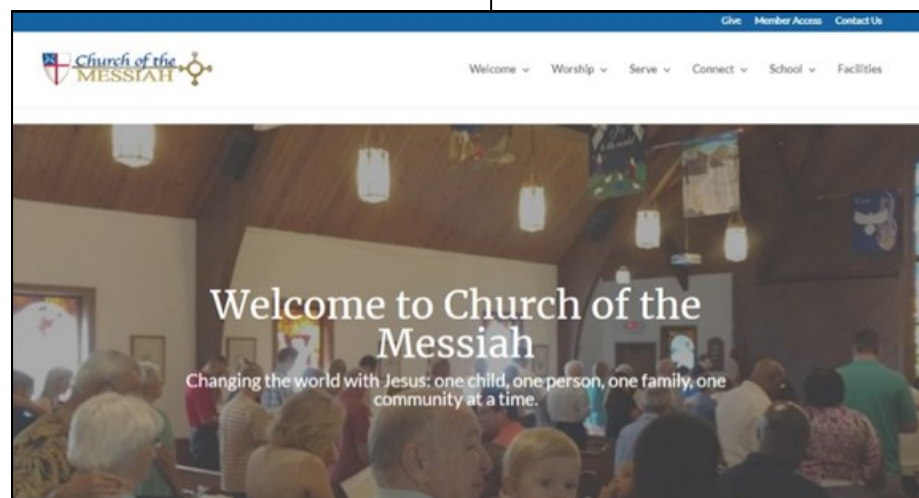 Give Member Access Contact Us
Church of the
MESSIAH
Welcome Worship Serve Connect School Facilities
Welcome to Church of the
Messiah
Changing the world with Jesus: one child, one person, one family, one
community at a time.